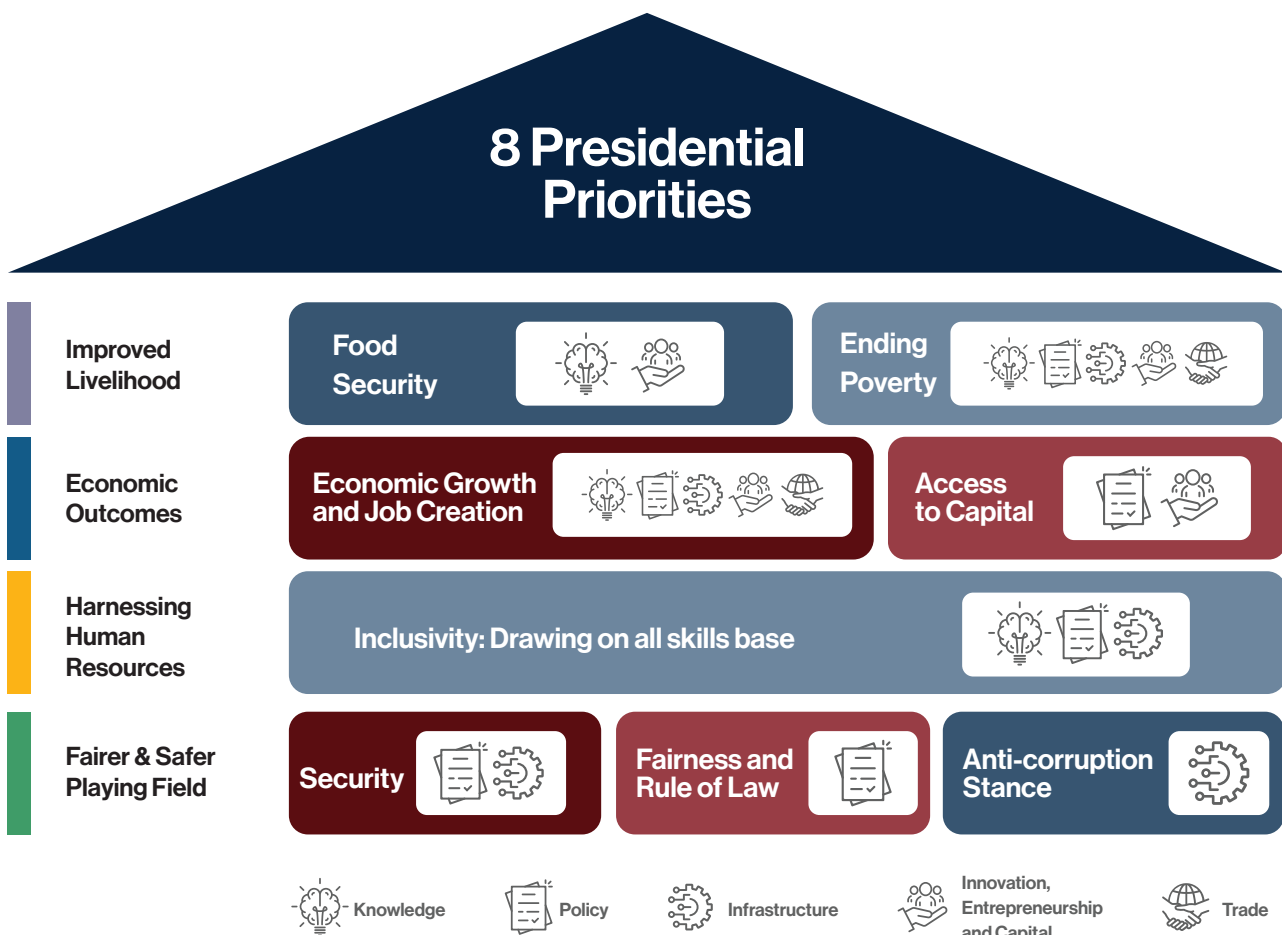 8 Presidential
Priorities
Improved
Livelihood
Food
Security
Ending
Poverty
Economic
Outcomes
Economic Growth
and Job Creation
Access
to Capital
Harnessing
Human
Resources
Inclusivity: Drawing on all skills base
Fairer & Safer
Playing Field
Security
Fairness and
Rule of Law
Anti-corruption
Stance
Knowledge
Policy
Infrastructure
Innovation,
Entrepreneurship
and Capital
Trade